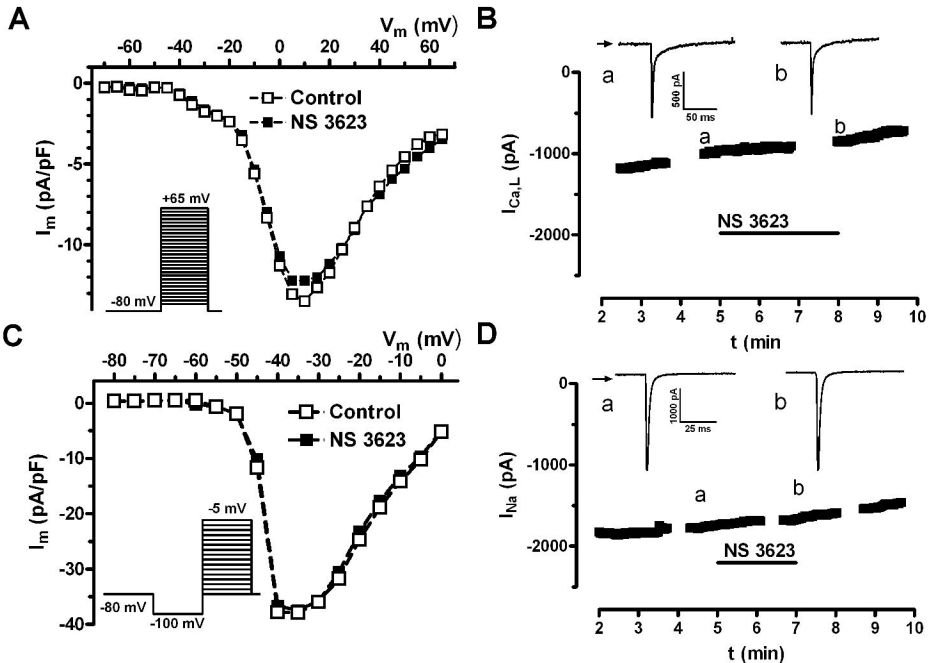 A
Vm (mV)
-60 -40 -20 0 20 40 60
0
-5
-10
Im (pA/pF)
Control
NS 3623
+65 mV
-80 mV
B
a
b
500 pA
50 ms
0
-1000
-2000
ICa,L (pA)
a
b
NS 3623
2 3 4 5 6 7 8 9 10
t (min
C
Vm (mV)
-80 -70 -60 -50 -40 -30 -20 -10 0
0
-10
-20
-30
-40
Im (pA/pF)
Control
NS 3623
-5 mV
-80 mV
-100 mV
D
a
b
1000 pA
25 ms
0
-1000
-2000
INa (pA)
a
b
NS 3623
2 3 4 5 6 7 8 9 10
t (min)